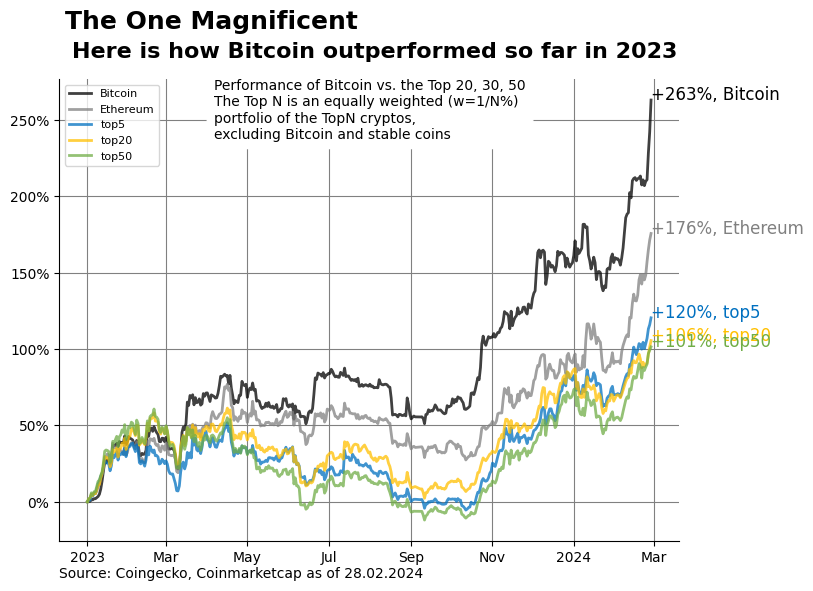 The One Magnificent
Here is how Bitcoin outperformed so far in 2023
Bitcoin
Ethereum
top5
top20
top50
Performance of Bitcoin vs. the Top 20, 30, 50
The Top N is an equally weighted (w=1/N%)
portfolio of the TopN cryptos,
excluding Bitcoin and stable coins
+263%, Bitcoin
+176%, Ethereum
+120%, top5
+106%, top20
+101%, top50
250%
200%
150%
100%
50%
0%
2023 Mar May Jul Sep Nov 2024 Mar
Source: Coingecko, Coinmarketcap as of 28.02.2024